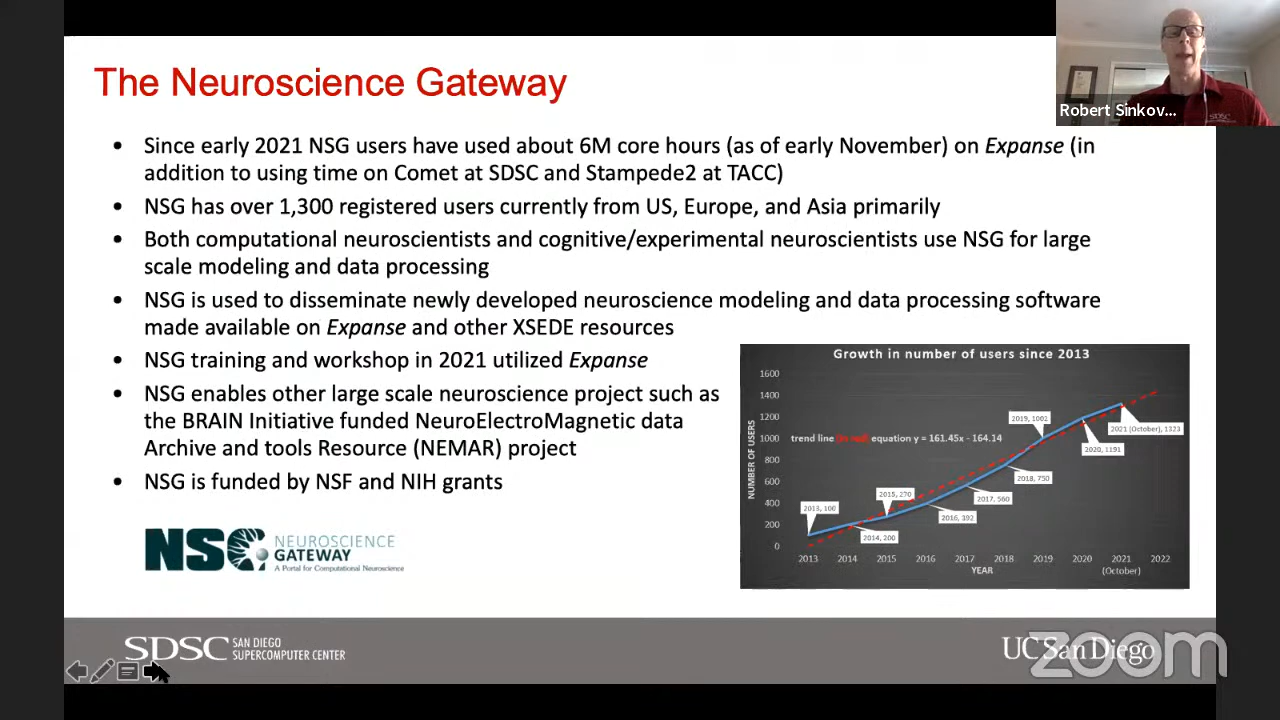 The Neuroscience Gateway
Robert Sinkov...
• Since early 2021 NSG users have used about 6M core hours (as of early November) on Expanse (in
addition to using time on Comet at SDSC and Stampede2 at TACC)
• NSG has over 1,300 registered users currently from US, Europe, and Asia primarily
• Both computational neuroscientists and cognitive/experimental neuroscientists use NSG for large
scale modeling and data processing
• NSG is used to disseminate newly developed neuroscience modeling and data processing software
made available on Expanse and other XSEDE resources
• NSG training and workshop in 2021 utilized Expanse
• NSG enables other large scale neuroscience project such as
the BRAIN Initiative funded NeuroElectroMagnetic data
Archive and tools Resource (NEMAR) project
• NSG is funded by NSF and NIH grants
NSG NEUROSCIENCE
GATEWAY
A Portal for Computational Neuroscience
Growth in number of users since 2013
NUMBER OF USERS
1600
1400
1200
1000
800
600
400
200
0
trend line (in red) equation y = 161.45x - 164.14
2013, 100
2014, 200
2015, 270
2016, 392
2017, 560
2018, 750
2019, 1002
2020, 1191
2021 (October), 1323
2013 2014 2015 2016 2017 2018 2019 2020 2021 2022
(October)
YEAR
SDSC SAN DIEGO
SUPERCOMPUTER CENTER
UC San Diego
zoom